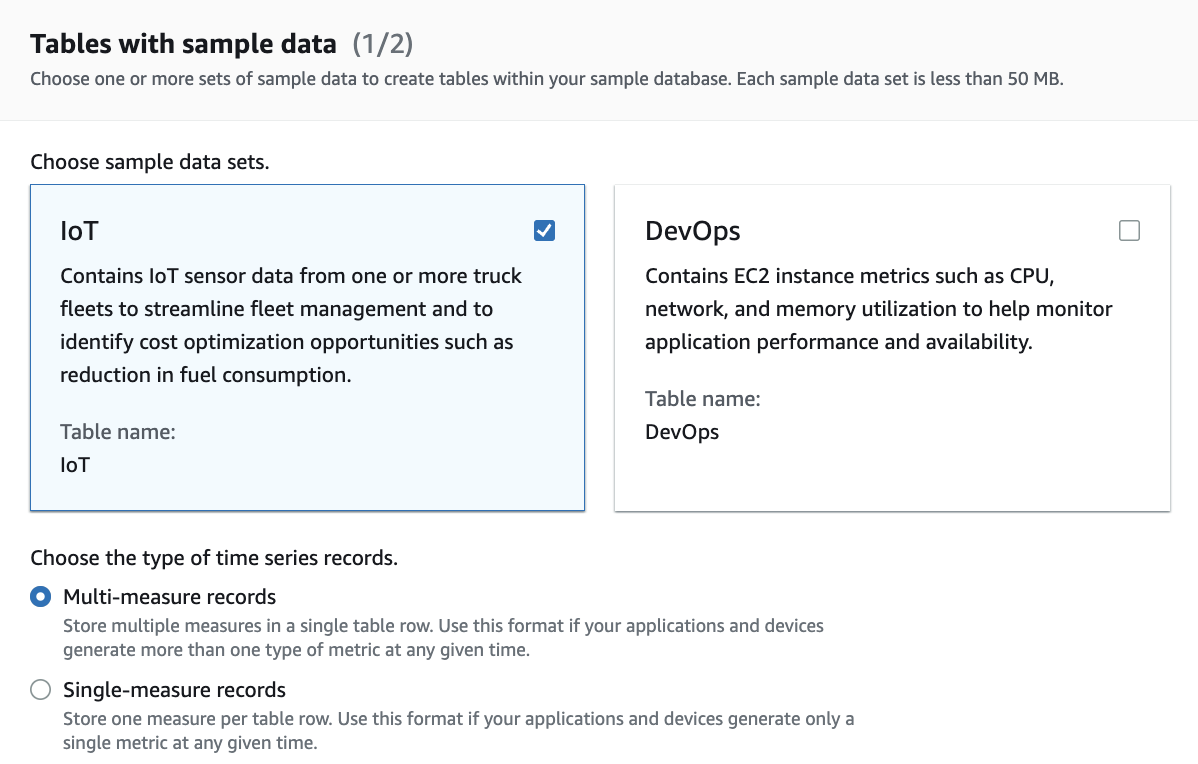 Tables with sample data (1/2)
Choose one or more sets of sample data to create tables within your sample database. Each sample data set is less than 50 MB.
Choose sample data sets.
IoT
Contains IoT sensor data from one or more truck
fleets to streamline fleet management and to
identify cost optimization opportunities such as
reduction in fuel consumption.
Table name:
IoT
DevOps
Contains EC2 instance metrics such as CPU,
network, and memory utilization to help monitor
application performance and availability.
Table name:
DevOps
Choose the type of time series records.
Multi-measure records
Store multiple measures in a single table row. Use this format if your applications and devices
generate more than one type of metric at any given time.
Single-measure records
Store one measure per table row. Use this format if your applications and devices generate only a
single metric at any given time.